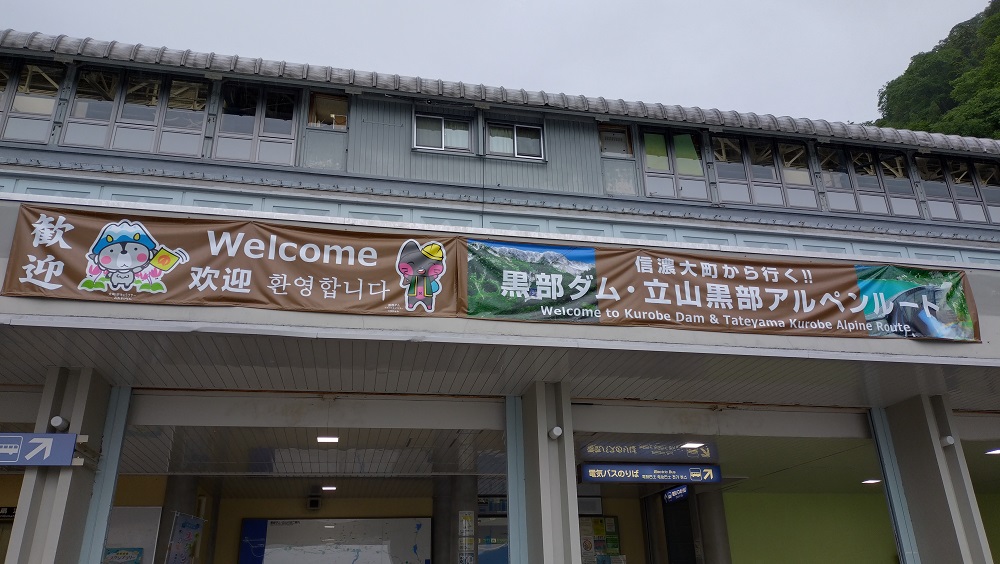 歓迎
Welcome
欢迎 환영합니다
信濃大町から行く!!
黒部ダム・立山黒部アルペンルート
Welcome to Kurobe Dam & Tateyama Kurobe Alpine Route
電気バスのりば
Electric Bus